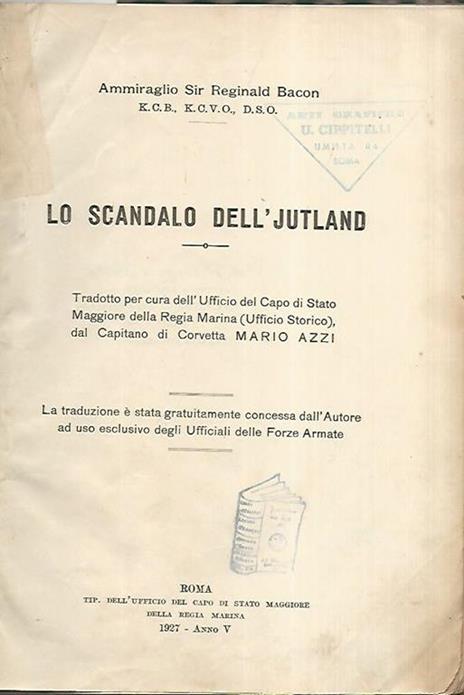 Ammiraglio Sir Reginald Bacon
K.C.B., K.C.V.O., D.S.O.
U. CIPPITELLI
ROMA
LO SCANDALO DELL'JUTLAND
Tradotto per cura dell'Ufficio del Capo di Stato
Maggiore della Regia Marina (Ufficio Storico),
dal Capitano di Corvetta MARIO AZZI
La traduzione è stata gratuitamente concessa dall'Autore
ad uso esclusivo degli Ufficiali delle Forze Armate
ROMA
TIP. DELL'UFFICIO DEL CAPO DI STATO MAGGIORE
DELLA REGIA MARINA
1927 - ANNO V